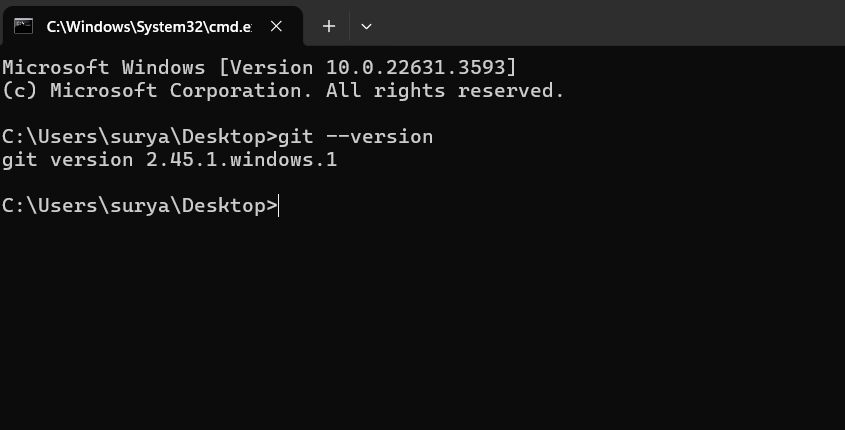 C:\Windows\System32\cmd.e
Microsoft Windows [Version 10.0.22631.3593]
(c) Microsoft Corporation. All rights reserved.
C:\Users\surya\Desktop>git --version
git version 2.45.1.windows.1
C:\Users\surya\Desktop>